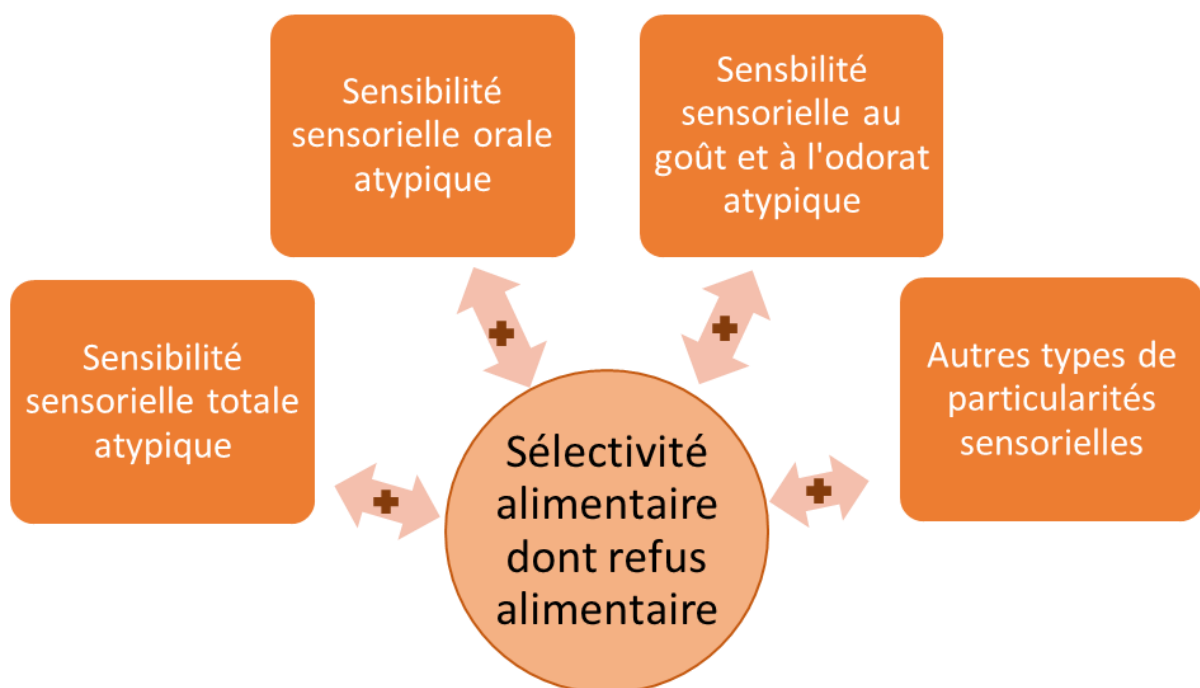 Sensibilité
sensorielle orale
atypique
Sensbilité
sensorielle au
goût et à l'odorat
atypique
Sensibilité
sensorielle totale
atypique
Autres types de
particularités
sensorielles
Sélectivité
alimentaire
dont refus
alimentaire